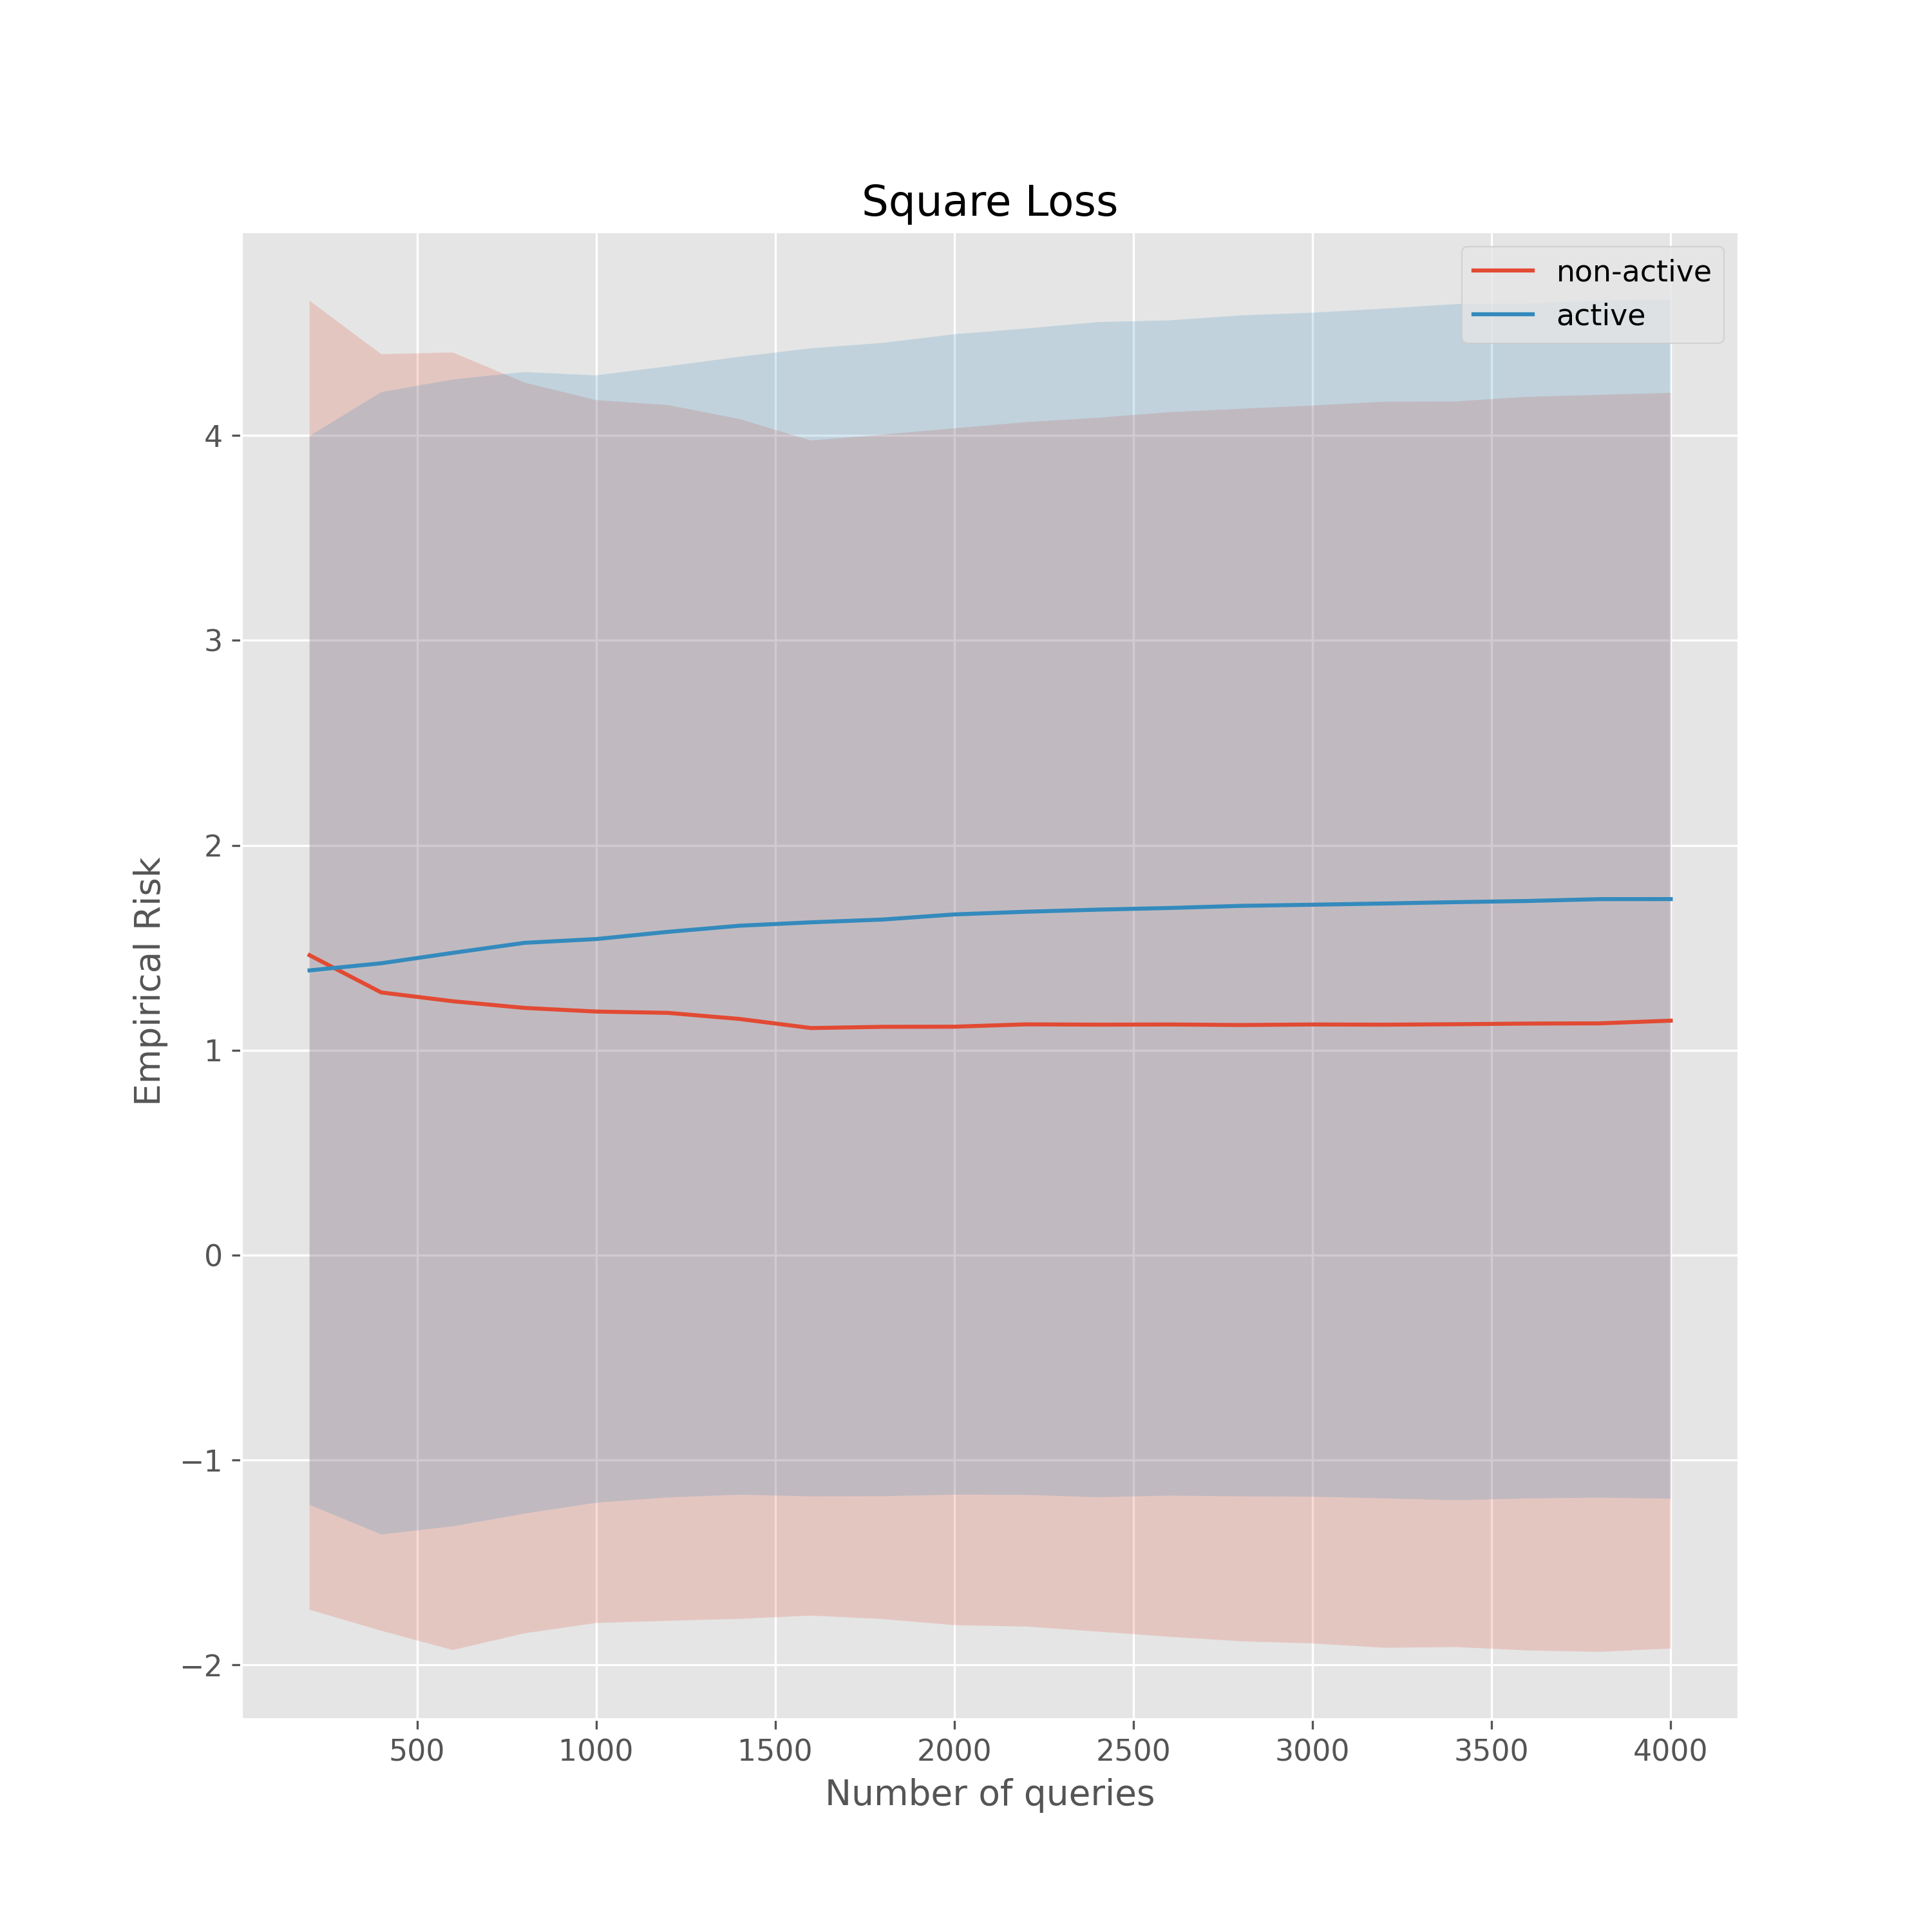 Square Loss
non-active
active
Empirical Risk
4
3
2
1
0
−1
−2
500 1000 1500 2000 2500 3000 3500 4000
Number of queries